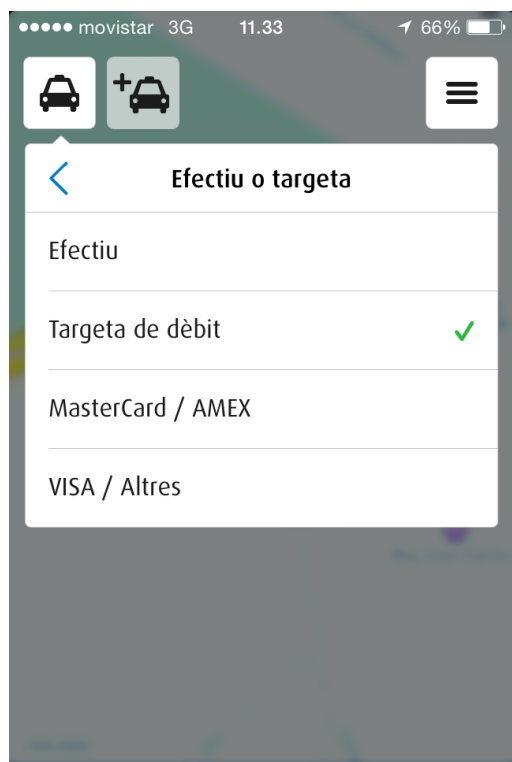 movistar 3G 11.33 66%
Efectiu o targeta
Efectiu
Targeta de dèbit
MasterCard / AMEX
VISA / Altres